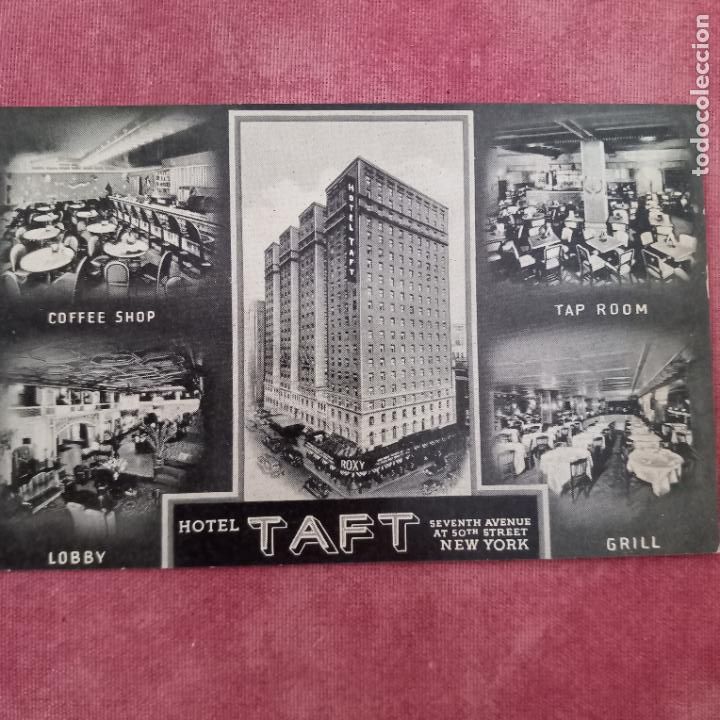 todocoleccion
HOTEL TAFT
COFFEE SHOP
TAP ROOM
ROXY
LOBBY
GRILL
HOTEL TAFT
SEVENTH AVENUE
AT 50TH STREET
NEW YORK